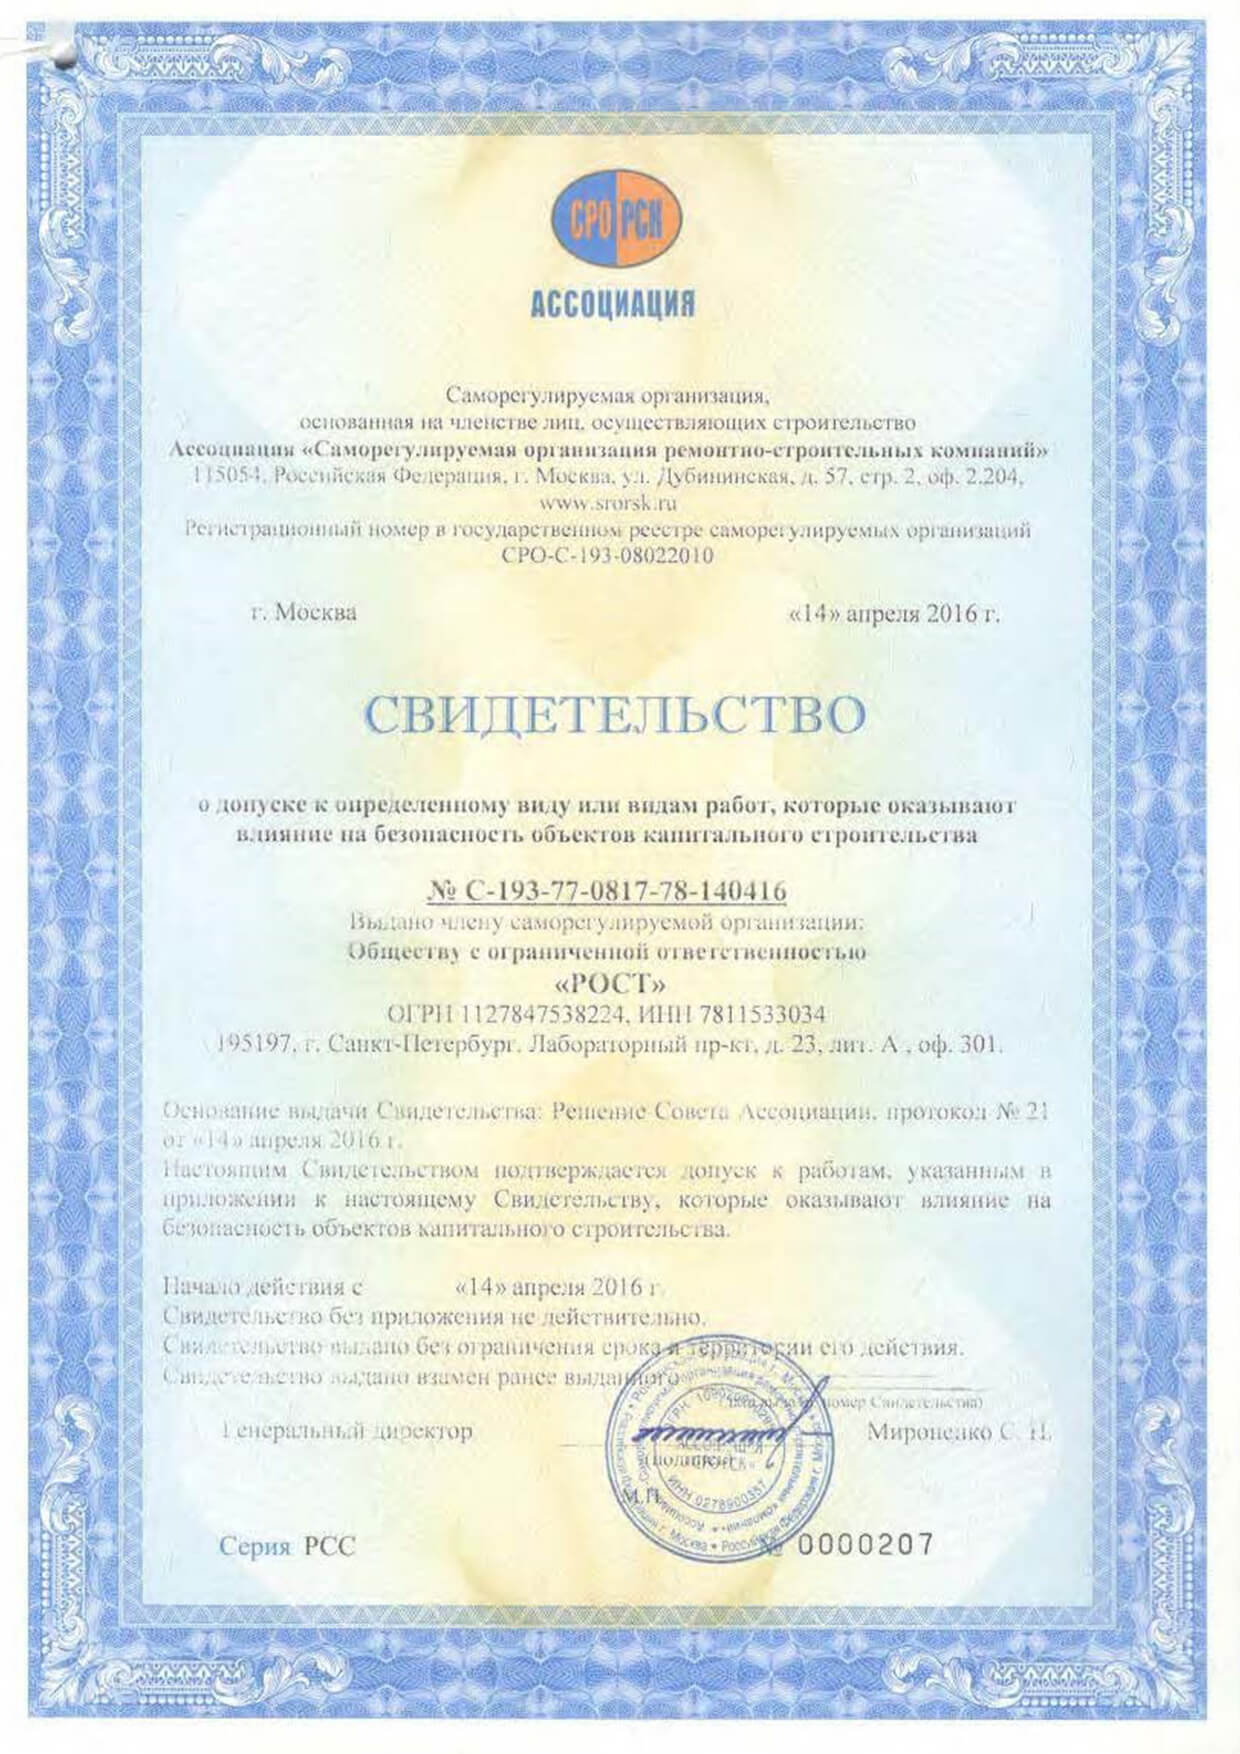 СРО РСК
АССОЦИАЦИЯ
Саморегулируемая организация,
основанная на членстве лиц, осуществляющих строительство
Ассоциация «Саморегулируемая организация ремонтно-строительных компаний»
115054, Российская Федерация, г. Москва, ул. Дубининская, д. 57, стр. 2, оф. 2.204,
www.srorsk.ru
Регистрационный номер в государственном реестре саморегулируемых организаций
СРО-С-193-08022010
г. Москва «14» апреля 2016 г.
СВИДЕТЕЛЬСТВО
о допуске к определенному виду или видам работ, которые оказывают
влияние на безопасность объектов капитального строительства
№ С-193-77-0817-78-140416
Выдано члену саморегулируемой организации:
Обществу с ограниченной ответственностью
«РОСТ»
ОГРН 1127847538224, ИНН 7811533034
195197, г. Санкт-Петербург, Лабораторный пр-кт, д. 23, лит. А , оф. 301.
Основание выдачи Свидетельства: Решение Совета Ассоциации, протокол № 21
от «14» апреля 2016 г.
Настоящим Свидетельством подтверждается допуск к работам, указанным в
приложении к настоящему Свидетельству, которые оказывают влияние на
безопасность объектов капитального строительства.
Начало действия с «14» апреля 2016 г.
Свидетельство без приложения не действительно.
Свидетельство выдано без ограничения срока и территории его действия.
Свидетельство выдано взамен ранее выданного
номер Свидетельства)
Генеральный директор Мироненко С. Н.
(подпись)
М.П.
ИНН 0278900357
Серия РСС № 0000207